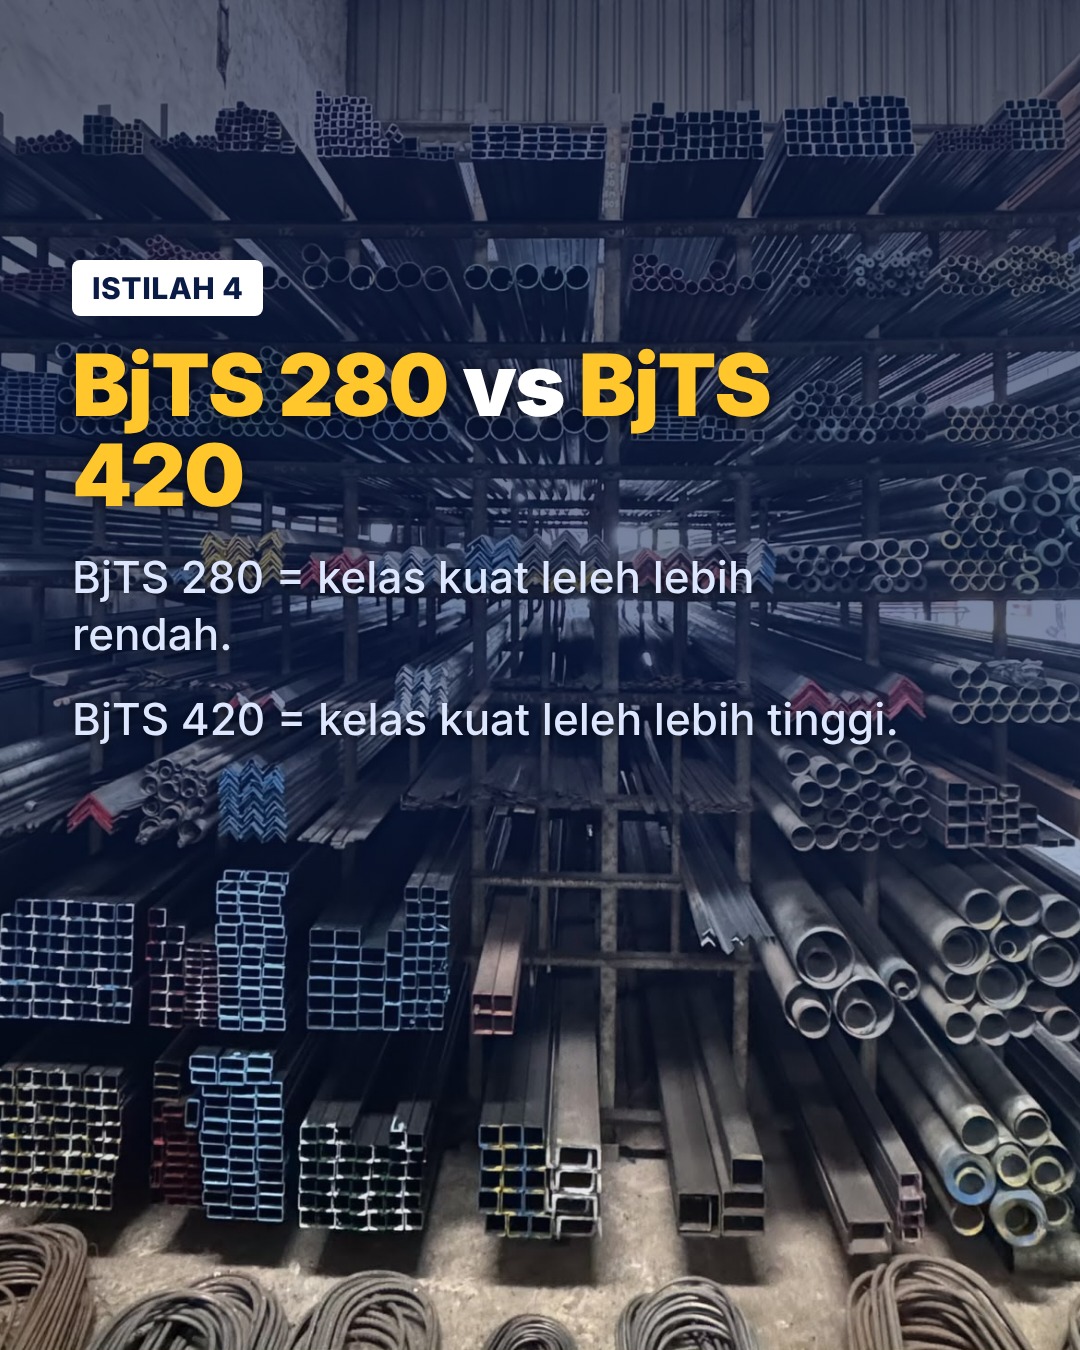 ISTILAH 4
BjTS 280 vs BjTS
420
BjTS 280 = kelas kuat leleh lebih
rendah.
BjTS 420 = kelas kuat leleh lebih tinggi.